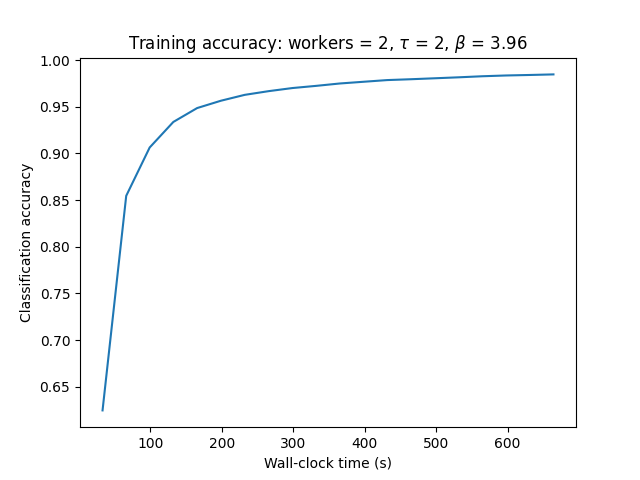 Training accuracy: workers = 2, τ = 2, β = 3.96
1.00
0.95
0.90
0.85
0.80
0.75
0.70
0.65
Classification accuracy
100 200 300 400 500 600
Wall-clock time (s)